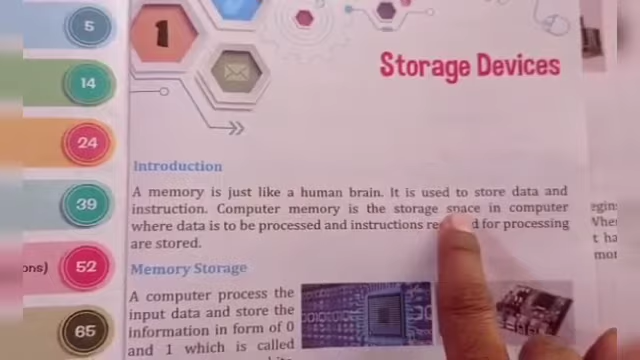 5
14
24
39
ons)
52
65
1
Storage Devices
Introduction
A memory is just like a human brain. It is used to store data and
instruction. Computer memory is the storage space in computer
where data is to be processed and instructions for processing
are stored.
Memory Storage
A computer process the
input data and store the
information in form of 0
and 1 which is called